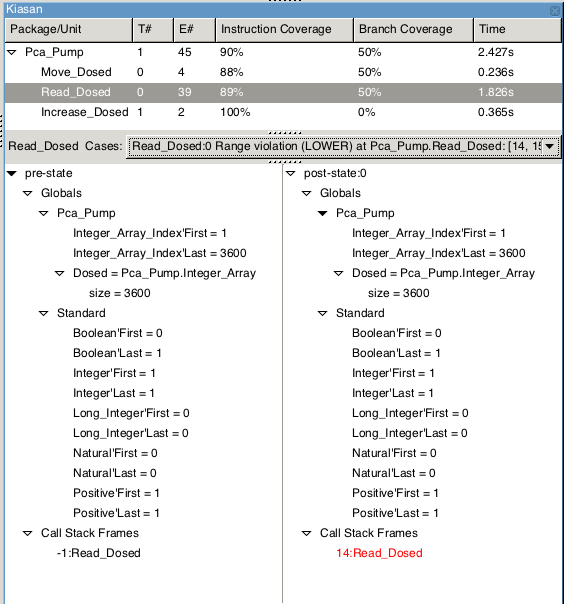 Kiasan
Package/Unit T# E# Instruction Coverage Branch Coverage Time
Pca_Pump 1 45 90% 50% 2.427s
Move_Dosed 0 4 88% 50% 0.236s
Read_Dosed 0 39 89% 50% 1.826s
Increase_Dosed 1 2 100% 0% 0.365s
Read_Dosed Cases: Read_Dosed:0 Range violation (LOWER) at Pca_Pump.Read_Dosed: [14, 15
pre-state
Globals
Pca_Pump
Integer_Array_Index'First = 1
Integer_Array_Index'Last = 3600
Dosed = Pca_Pump.Integer_Array
size = 3600
Standard
Boolean'First = 0
Boolean'Last = 1
Integer'First = 1
Integer'Last = 1
Long_Integer'First = 0
Long_Integer'Last = 0
Natural'First = 0
Natural'Last = 0
Positive'First = 1
Positive'Last = 1
Call Stack Frames
-1:Read_Dosed
post-state:0
Globals
Pca_Pump
Integer_Array_Index'First = 1
Integer_Array_Index'Last = 3600
Dosed = Pca_Pump.Integer_Array
size = 3600
Standard
Boolean'First = 0
Boolean'Last = 1
Integer'First = 1
Integer'Last = 1
Long_Integer'First = 0
Long_Integer'Last = 0
Natural'First = 0
Natural'Last = 0
Positive'First = 1
Positive'Last = 1
Call Stack Frames
14:Read_Dosed